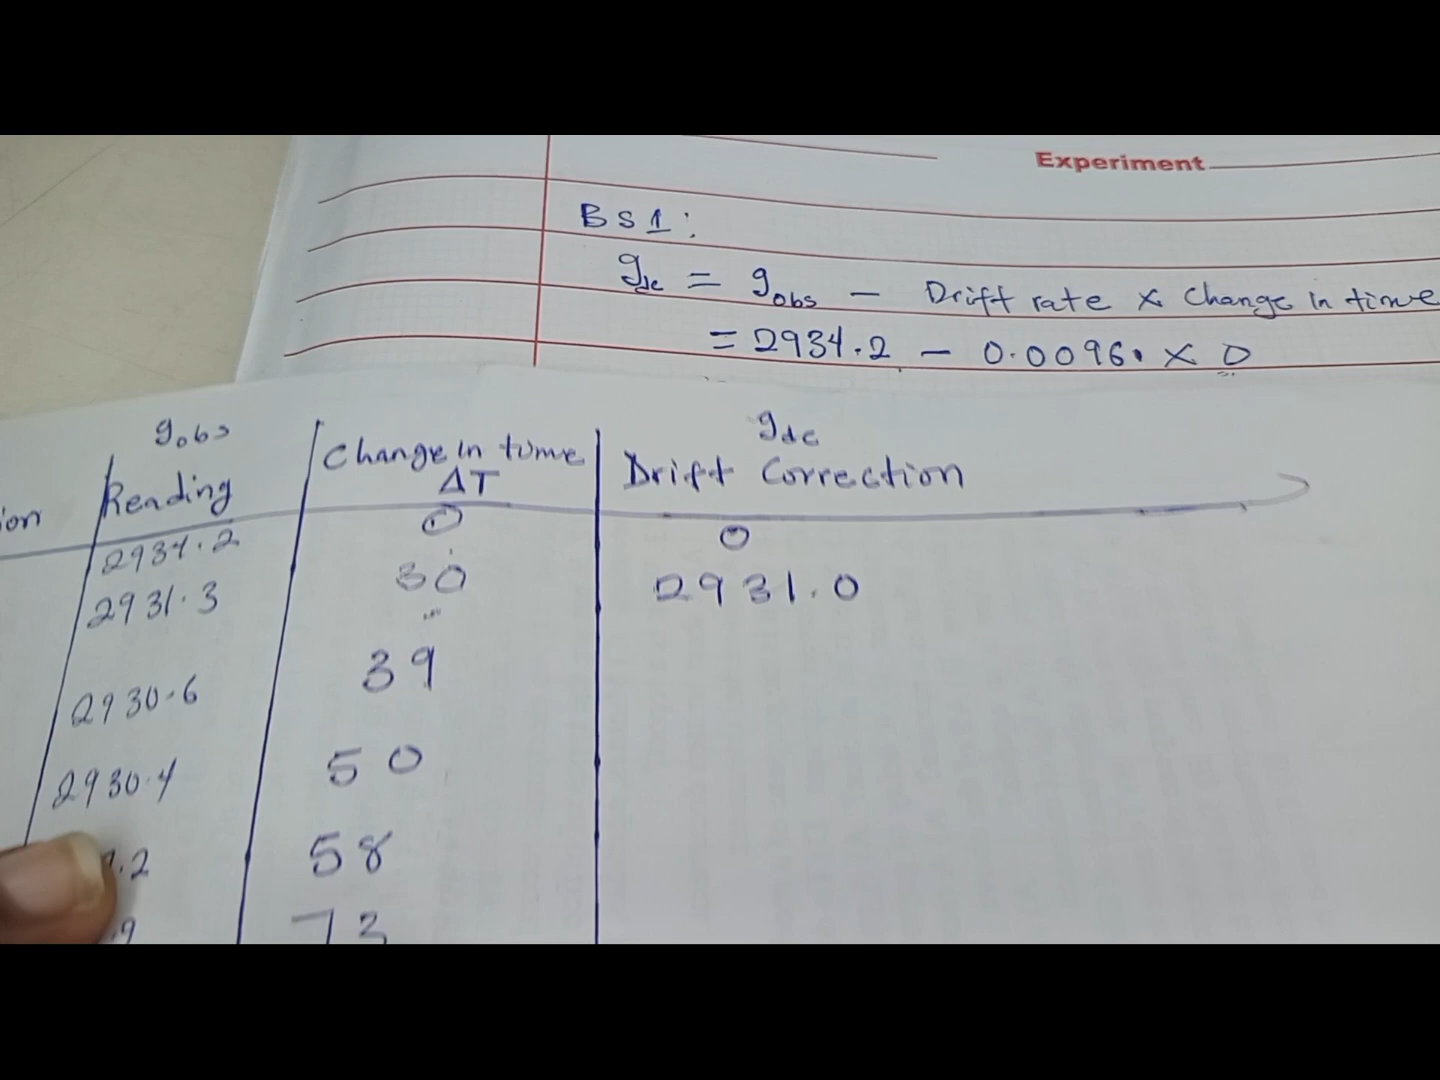 Experiment
BS1:
gdc = gobs - Drift rate × Change in time
= 2934.2 - 0.0096 × 0
gobs gdc
ion Reading Change in time ΔT Drift Correction
2934.2 0 0
2931.3 30 2931.0
2930.6 39
2930.4 50
.2 58
.9 73